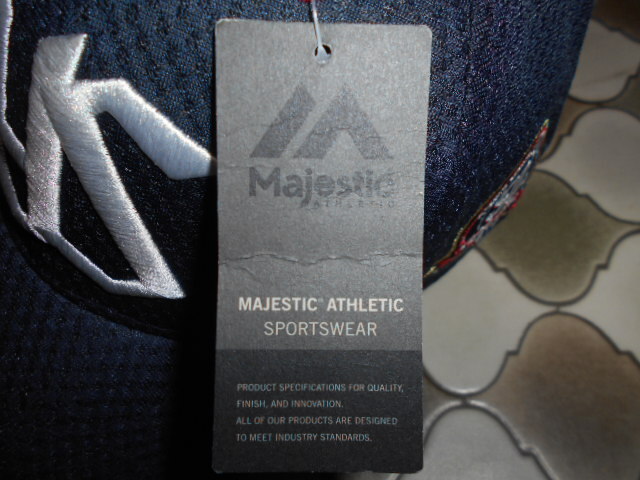 Majestic
ATHLETIC
MAJESTIC® ATHLETIC
SPORTSWEAR
PRODUCT SPECIFICATIONS FOR QUALITY,
FINISH, AND INNOVATION.
ALL OF OUR PRODUCTS ARE DESIGNED
TO MEET INDUSTRY STANDARDS.